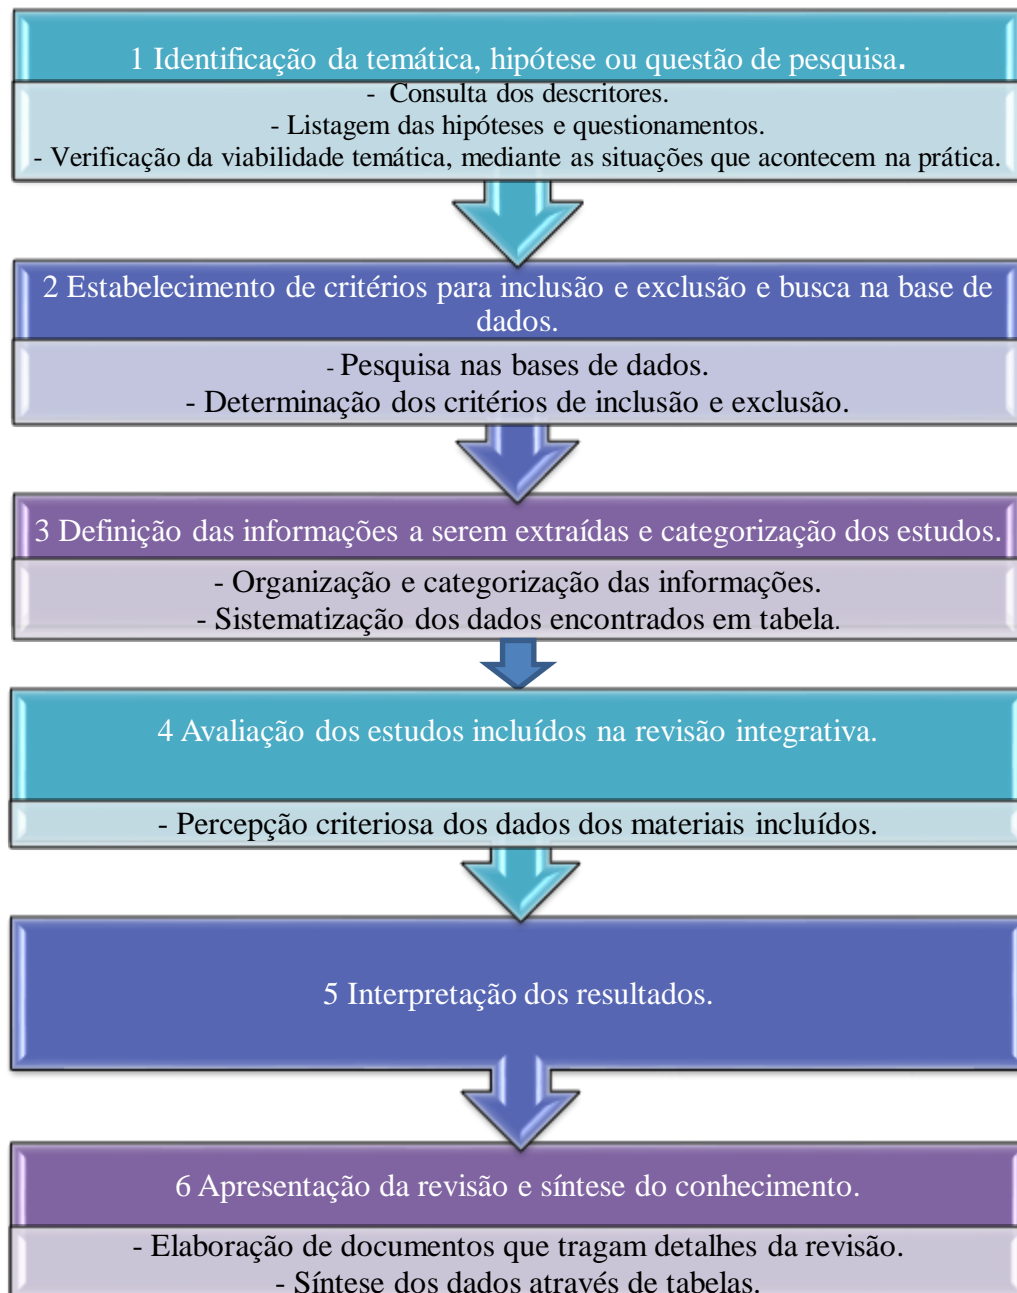 1 Identificação da temática, hipótese ou questão de pesquisa.
- Consulta dos descritores.
- Listagem das hipóteses e questionamentos.
- Verificação da viabilidade temática, mediante as situações que acontecem na prática.
2 Estabelecimento de critérios para inclusão e exclusão e busca na base de
dados.
- Pesquisa nas bases de dados.
- Determinação dos critérios de inclusão e exclusão.
3 Definição das informações a serem extraídas e categorização dos estudos.
- Organização e categorização das informações.
- Sistematização dos dados encontrados em tabela.
4 Avaliação dos estudos incluídos na revisão integrativa.
- Percepção criteriosa dos dados dos materiais incluídos.
5 Interpretação dos resultados.
6 Apresentação da revisão e síntese do conhecimento.
- Elaboração de documentos que tragam detalhes da revisão.
- Síntese dos dados através de tabelas.